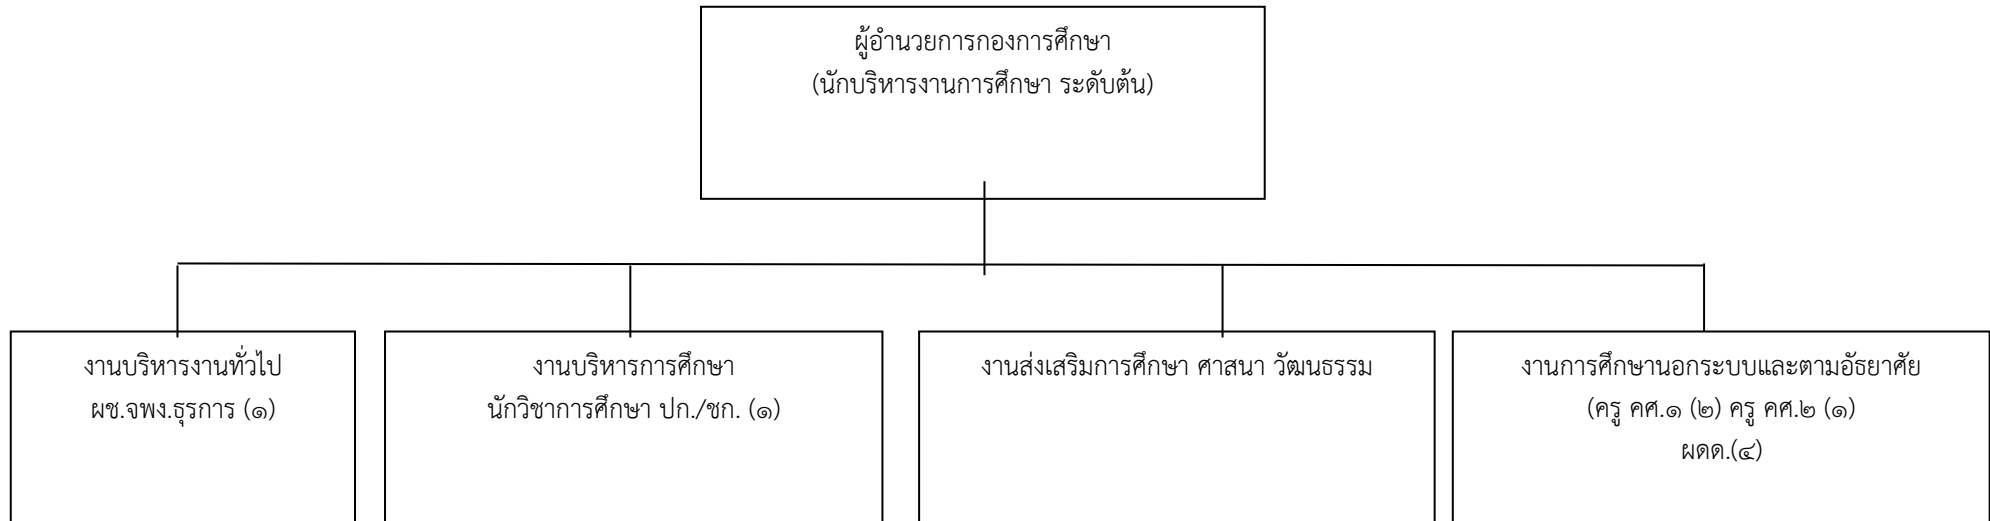 ผู้อำนวยการกองการศึกษา
(นักบริหารงานการศึกษา ระดับต้น)
งานบริหารงานทั่วไป
ผช.จพง.ธุรการ (๑)
งานบริหารการศึกษา
นักวิชาการศึกษา ปก./ชก. (๑)
งานส่งเสริมการศึกษา ศาสนา วัฒนธรรม
งานการศึกษานอกระบบและตามอัธยาศัย
(ครู คศ.๑ (๒) ครู คศ.๒ (๑)
ผดด.(๔)